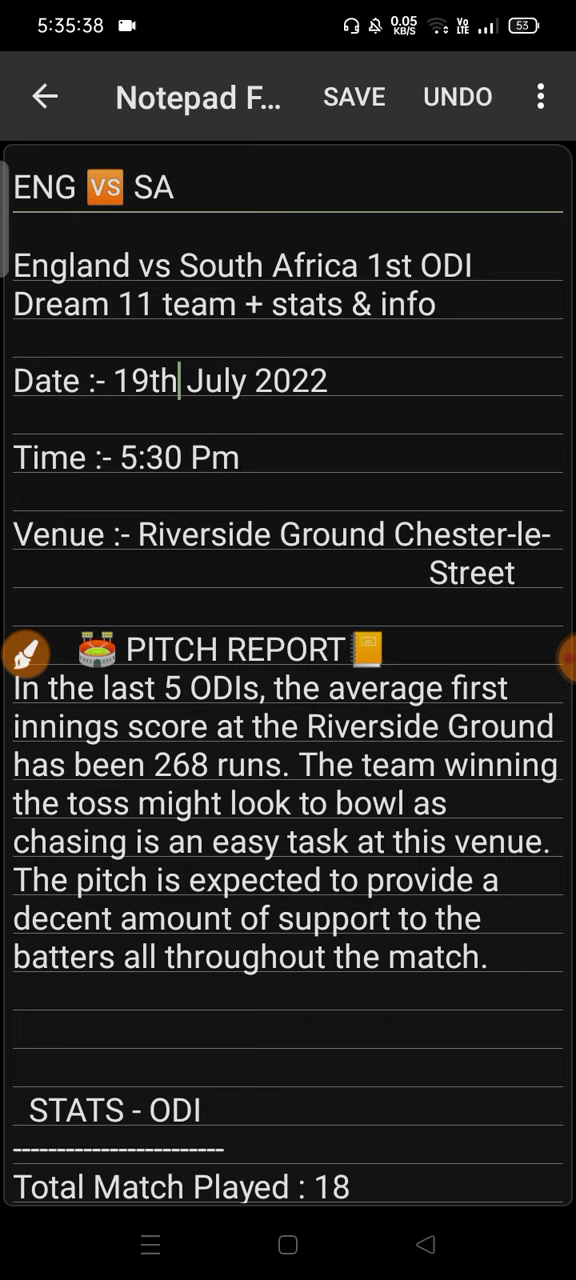 5:35:38 0.05 KB/S Vo LTE 53
Notepad F... SAVE UNDO
ENG 🆚 SA
England vs South Africa 1st ODI
Dream 11 team + stats & info
Date :- 19th July 2022
Time :- 5:30 Pm
Venue :- Riverside Ground Chester-le-
Street
🏟️ PITCH REPORT📒
In the last 5 ODIs, the average first
innings score at the Riverside Ground
has been 268 runs. The team winning
the toss might look to bowl as
chasing is an easy task at this venue.
The pitch is expected to provide a
decent amount of support to the
batters all throughout the match.
STATS - ODI
------------------------
Total Match Played : 18